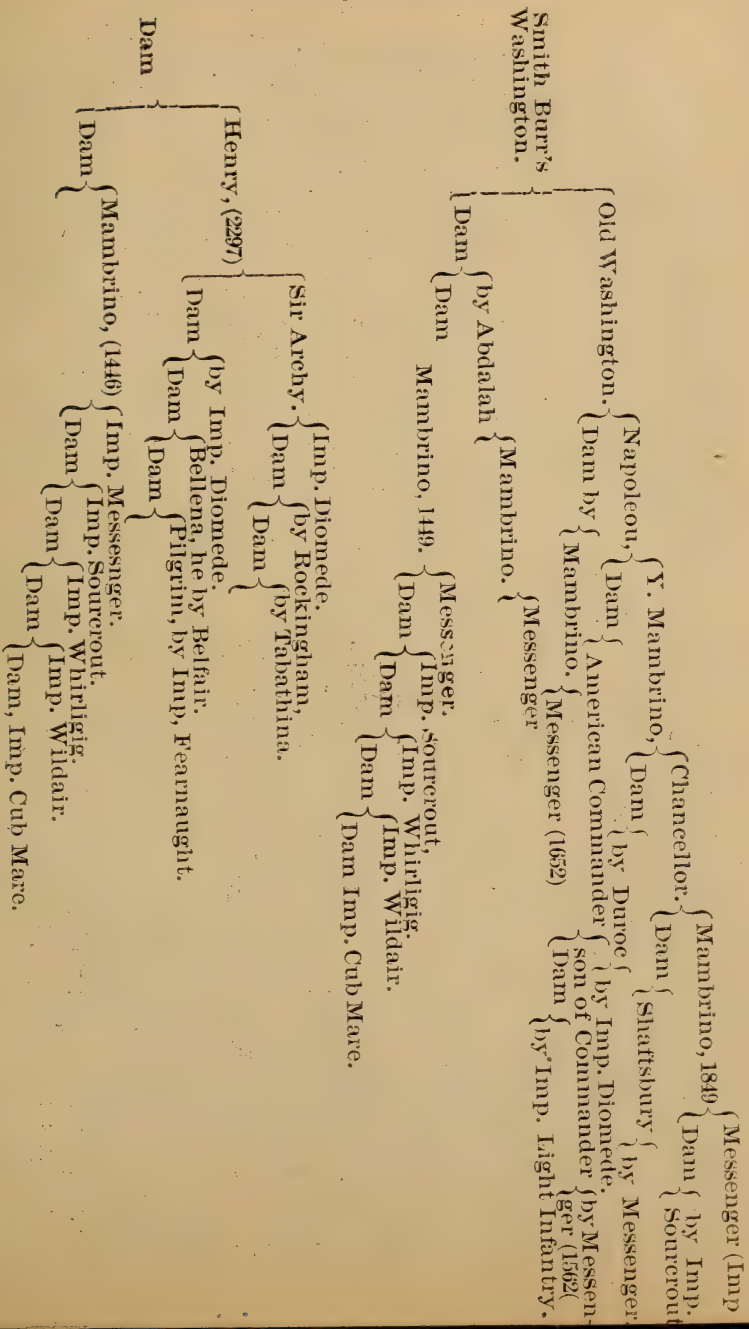 Messenger (Imp
Mambrino, 1849
Dam by Imp. Sourcrout
Chancellor.
Dam Shaftsbury by Messenger.
Y. Mambrino,
Dam by Duroc by Imp. Diomede.
Napoleon,
Dam American Commander son of Commander by Messen-
ger (1562(
Dam by Imp. Light Infantry.
Old Washington.
Dam by Mambrino. Messenger (1652)
Smith Burr's
Washington.
Dam by Abdalah Mambrino. Messenger
Dam Mambrino, 1449. Messenger.
Dam Imp. Sourcrout,
Dam Imp. Whirligig.
Dam Imp. Wildair.
Dam Imp. Cub Mare.
Imp. Diomede.
Sir Archy.
Dam by Rockingham,
Dam by Tabathina.
Henry, (2297)
Dam by Imp. Diomede.
Dam Bellena, he by Belfair.
Dam Pilgrim, by Imp, Fearnaught.
Dam
Dam Mambrino, (1446) Imp. Messesnger.
Dam Imp. Sourcrout.
Dam Imp. Whirligig.
Dam Imp. Wildair.
Dam, Imp. Cub Mare.